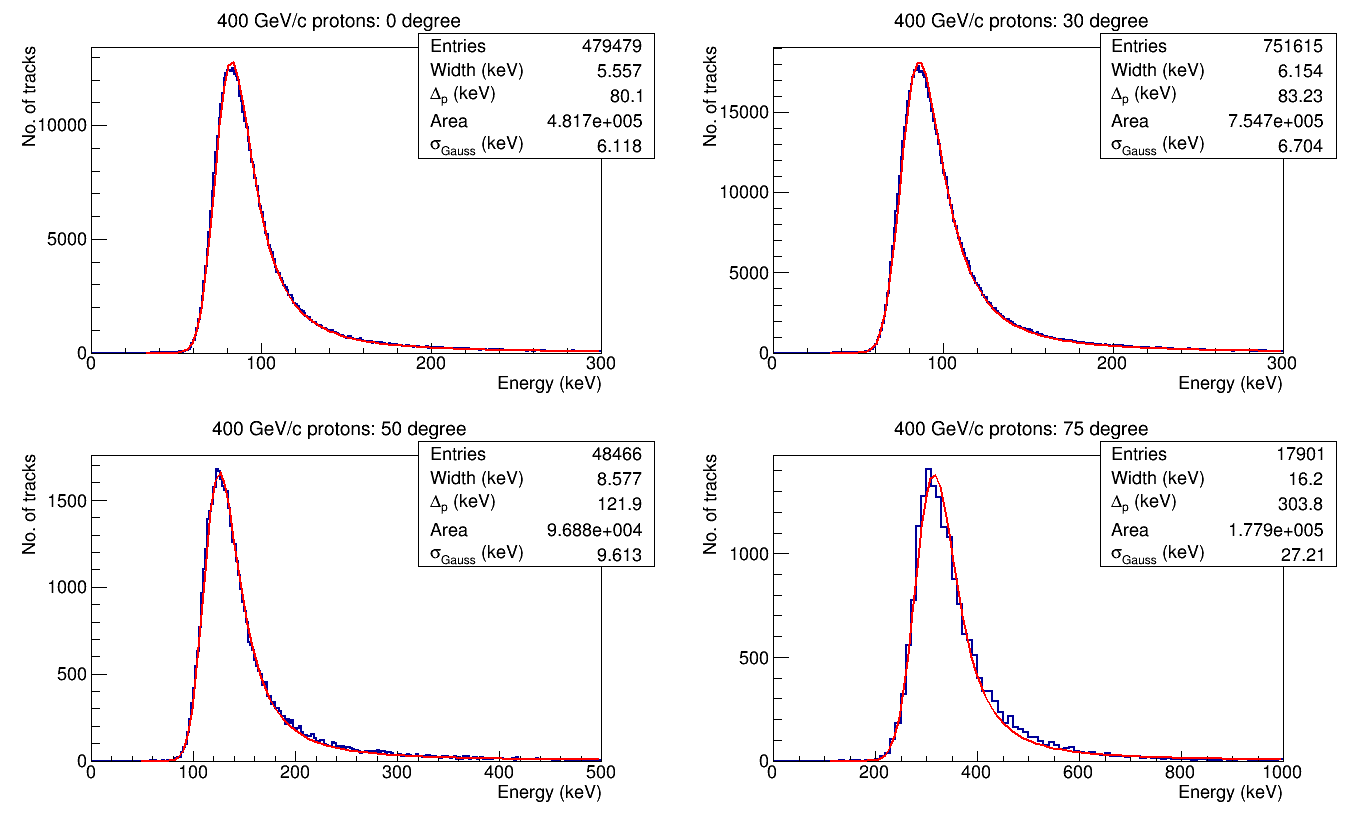 400 GeV/c protons: 0 degree
No. of tracks
Entries 479479
Width (keV) 5.557
Δp (keV) 80.1
Area 4.817e+005
σGauss (keV) 6.118
10000
5000
0
0 100 200 300
Energy (keV)
400 GeV/c protons: 30 degree
No. of tracks
Entries 751615
Width (keV) 6.154
Δp (keV) 83.23
Area 7.547e+005
σGauss (keV) 6.704
15000
10000
5000
0
0 100 200 300
Energy (keV)
400 GeV/c protons: 50 degree
No. of tracks
Entries 48466
Width (keV) 8.577
Δp (keV) 121.9
Area 9.688e+004
σGauss (keV) 9.613
1500
1000
500
0
0 100 200 300 400 500
Energy (keV)
400 GeV/c protons: 75 degree
No. of tracks
Entries 17901
Width (keV) 16.2
Δp (keV) 303.8
Area 1.779e+005
σGauss (keV) 27.21
1000
500
0
0 200 400 600 800 1000
Energy (keV)